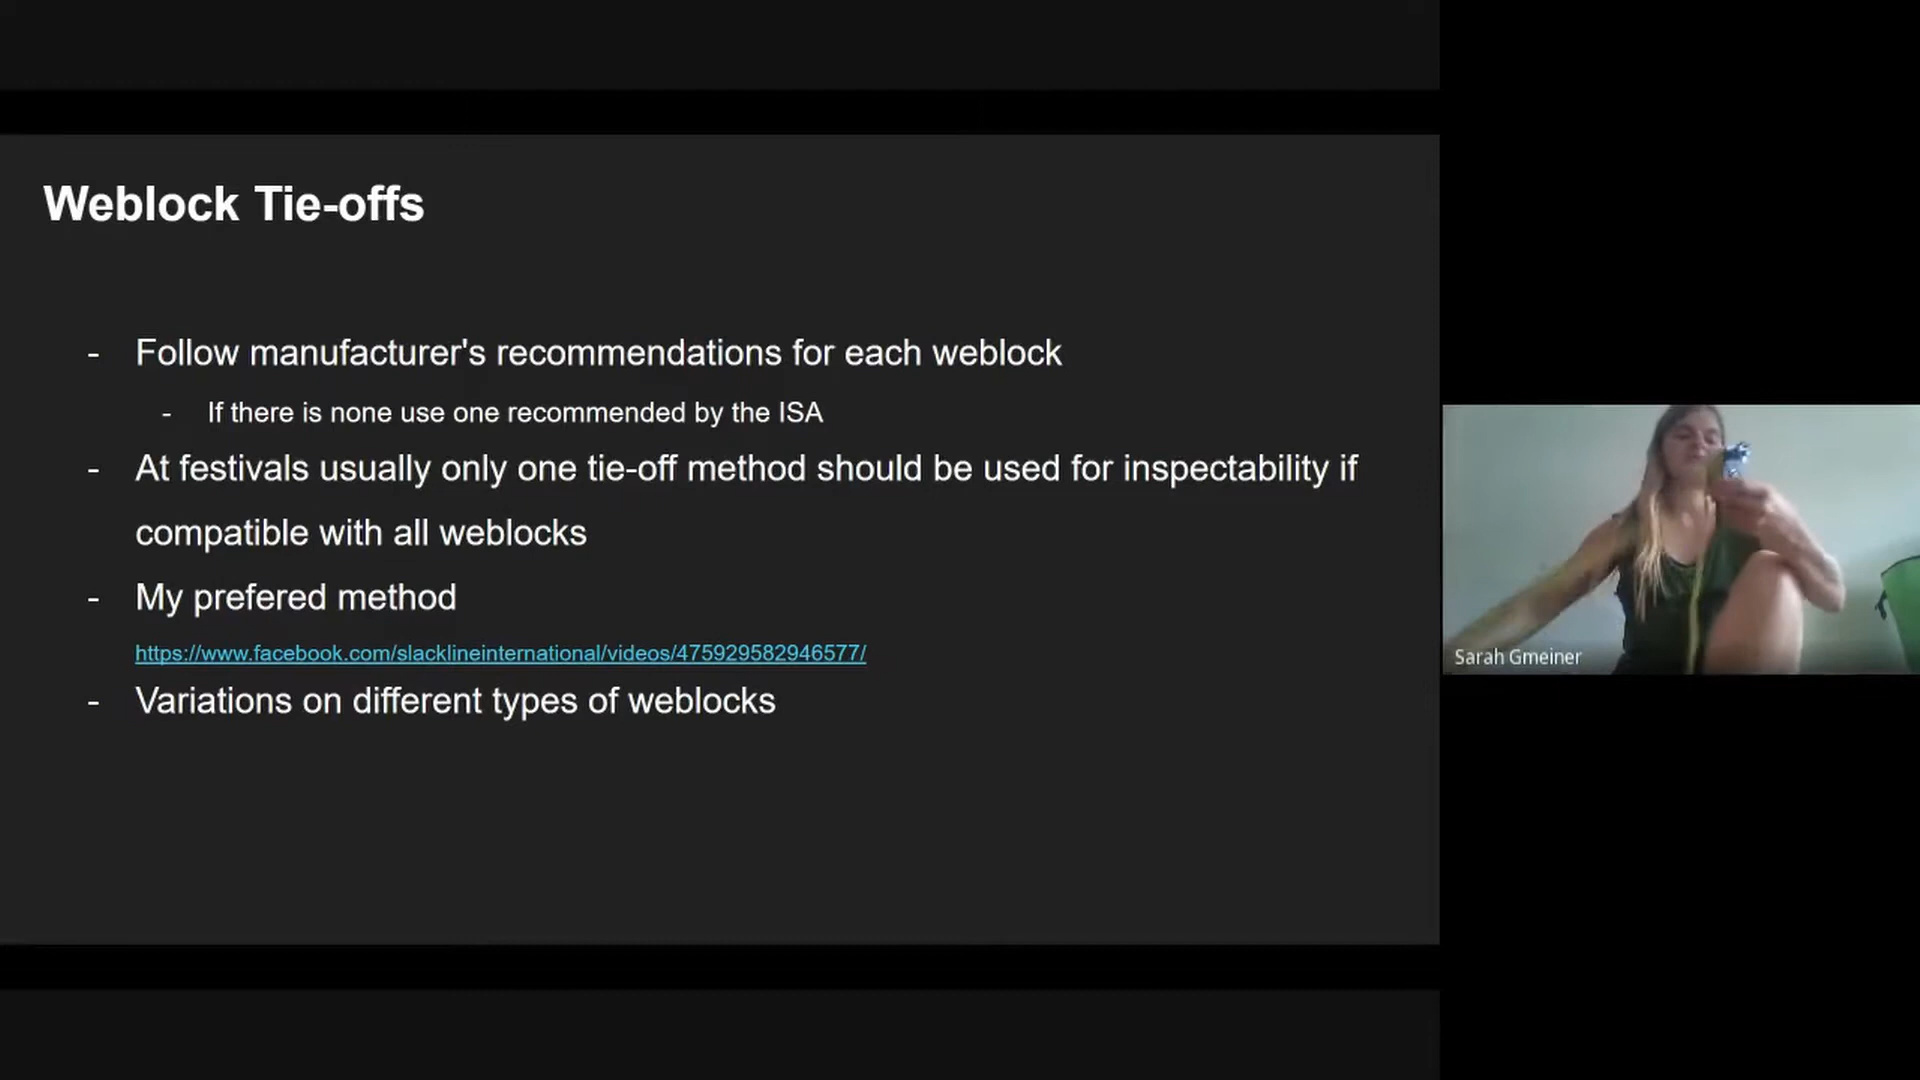 Weblock Tie-offs
- Follow manufacturer's recommendations for each weblock
- If there is none use one recommended by the ISA
- At festivals usually only one tie-off method should be used for inspectability if
compatible with all weblocks
- My prefered method
https://www.facebook.com/slacklineinternational/videos/475929582946577/
- Variations on different types of weblocks
Sarah Gmeiner